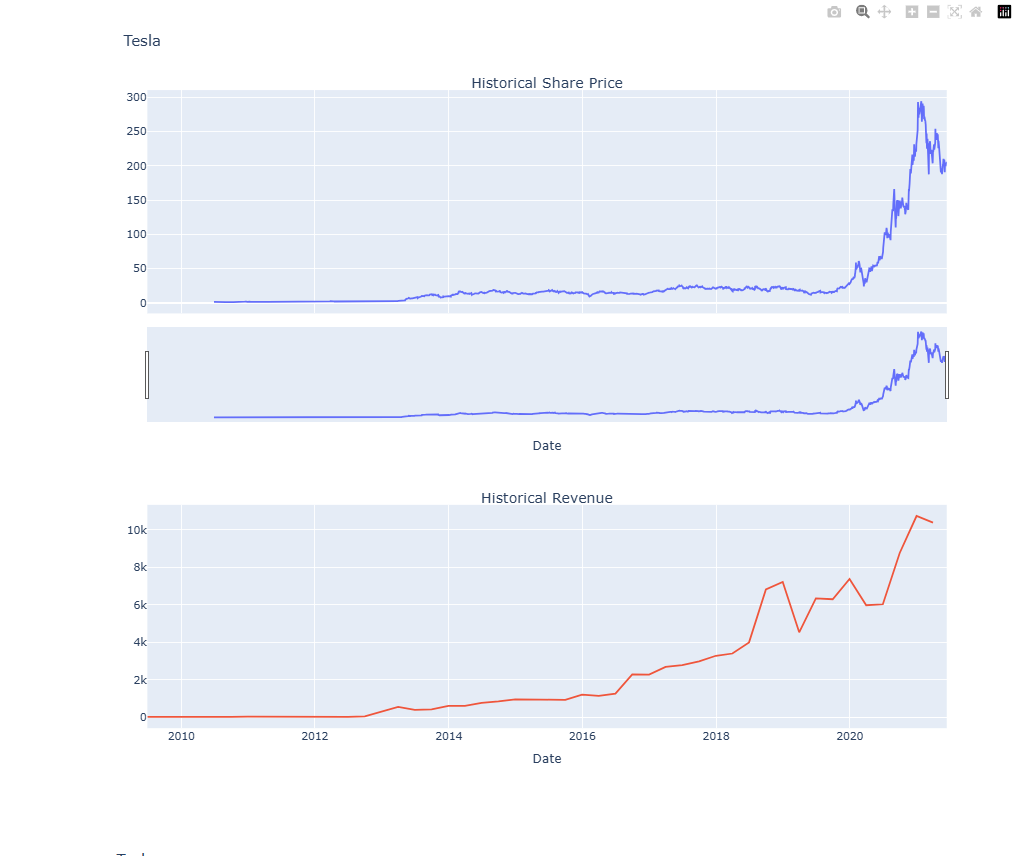 Tesla
Historical Share Price
300
250
200
150
100
50
0
Date
Historical Revenue
10k
8k
6k
4k
2k
0
2010 2012 2014 2016 2018 2020
Date